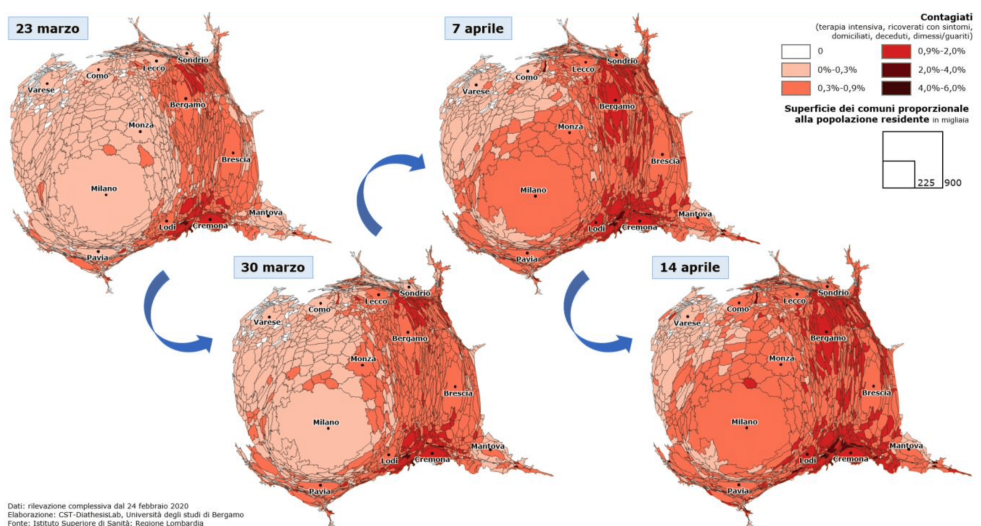 23 marzo
Como
Lecco
Sondrio
Varese
Bergamo
Monza
Brescia
Milano
Mantova
Lodi
Cremona
Pavia
7 aprile
Como
Lecco
Sondrio
Varese
Bergamo
Monza
Brescia
Milano
Mantova
Lodi
Cremona
Pavia
Contagiati
(terapia intensiva, ricoverati con sintomi,
domiciliati, deceduti, dimessi/guariti)
0
0,9%-2,0%
0%-0,3%
2,0%-4,0%
0,3%-0,9%
4,0%-6,0%
Superficie dei comuni proporzionale
alla popolazione residente in migliaia
225 900
30 marzo
Como
Lecco
Sondrio
Varese
Bergamo
Monza
Brescia
Milano
Mantova
Lodi
Cremona
Pavia
14 aprile
Como
Lecco
Sondrio
Varese
Bergamo
Monza
Brescia
Milano
Mantova
Lodi
Cremona
Pavia
Dati: rilevazione complessiva dal 24 febbraio 2020
Elaborazione: CST-DiathesisLab, Università degli studi di Bergamo
Fonte: Istituto Superiore di Sanità; Regione Lombardia